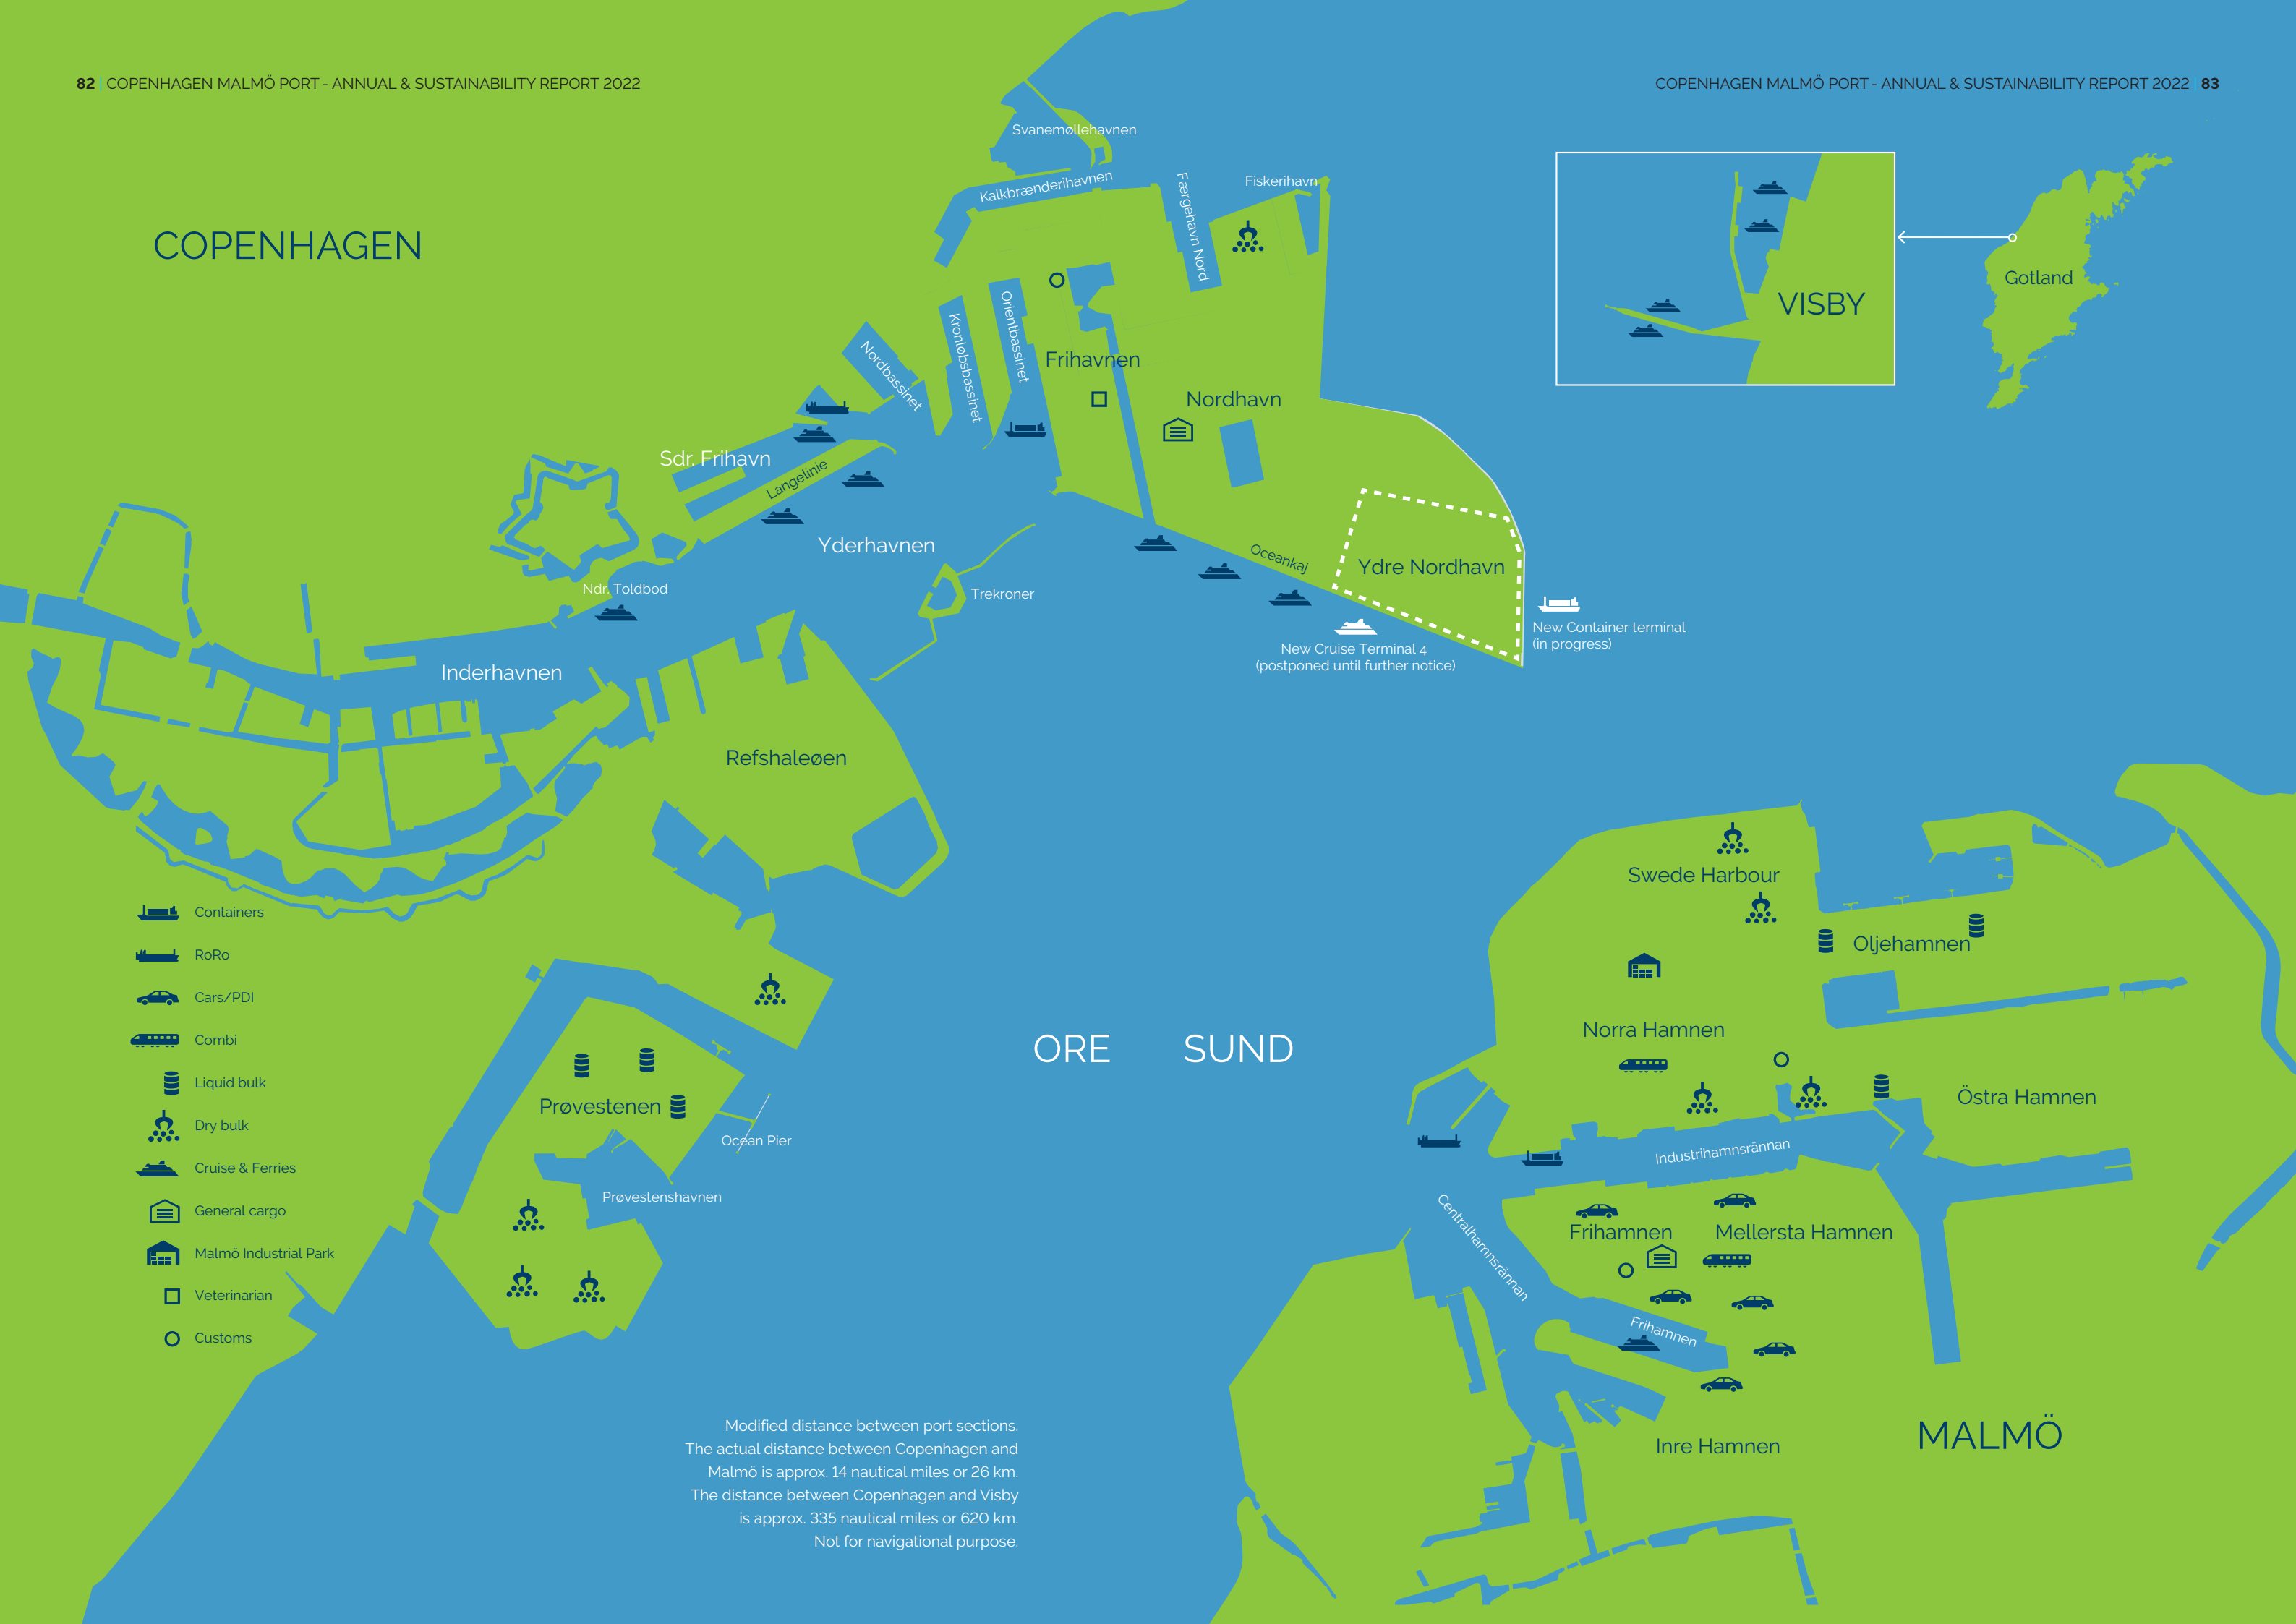 82 | COPENHAGEN MALMÖ PORT - ANNUAL & SUSTAINABILITY REPORT 2022
COPENHAGEN MALMÖ PORT - ANNUAL & SUSTAINABILITY REPORT 2022 83
COPENHAGEN
Svanemøllehavnen
Kalkbrænderihavnen
Færgehavn Nord
Fiskerihavn
Orientbassinet
Kronløbsbassinet
Nordbassinet
Frihavnen
Nordhavn
Sdr. Frihavn
Langelinie
Yderhavnen
Oceankaj
Ydre Nordhavn
Ndr. Toldbod
Trekroner
New Container terminal
(in progress)
New Cruise Terminal 4
(postponed until further notice)
Inderhavnen
Refshaleøen
VISBY
Gotland
Containers
RoRo
Cars/PDI
Combi
Liquid bulk
Dry bulk
Cruise & Ferries
General cargo
Malmö Industrial Park
Veterinarian
Customs
Prøvestenen
Ocean Pier
Prøvestenshavnen
ORE SUND
Swede Harbour
Oljehamnen
Norra Hamnen
Östra Hamnen
Industrihamnsrännan
Centralhamnsrännan
Frihamnen
Mellersta Hamnen
Frihamnen
Inre Hamnen
MALMÖ
Modified distance between port sections.
The actual distance between Copenhagen and
Malmö is approx. 14 nautical miles or 26 km.
The distance between Copenhagen and Visby
is approx. 335 nautical miles or 620 km.
Not for navigational purpose.